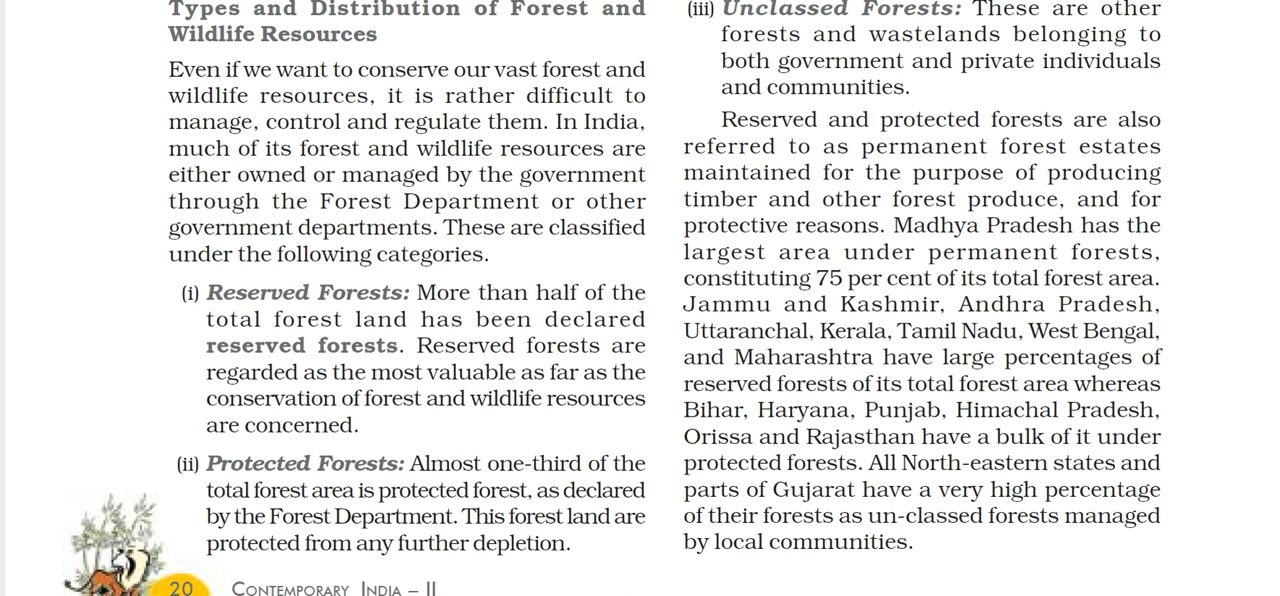 Types and Distribution of Forest and
Wildlife Resources
Even if we want to conserve our vast forest and
wildlife resources, it is rather difficult to
manage, control and regulate them. In India,
much of its forest and wildlife resources are
either owned or managed by the government
through the Forest Department or other
government departments. These are classified
under the following categories.
(i) Reserved Forests: More than half of the
total forest land has been declared
reserved forests. Reserved forests are
regarded as the most valuable as far as the
conservation of forest and wildlife resources
are concerned.
(ii) Protected Forests: Almost one-third of the
total forest area is protected forest, as declared
by the Forest Department. This forest land are
protected from any further depletion.
(iii) Unclassed Forests: These are other
forests and wastelands belonging to
both government and private individuals
and communities.
Reserved and protected forests are also
referred to as permanent forest estates
maintained for the purpose of producing
timber and other forest produce, and for
protective reasons. Madhya Pradesh has the
largest area under permanent forests,
constituting 75 per cent of its total forest area.
Jammu and Kashmir, Andhra Pradesh,
Uttaranchal, Kerala, Tamil Nadu, West Bengal,
and Maharashtra have large percentages of
reserved forests of its total forest area whereas
Bihar, Haryana, Punjab, Himachal Pradesh,
Orissa and Rajasthan have a bulk of it under
protected forests. All North-eastern states and
parts of Gujarat have a very high percentage
of their forests as un-classed forests managed
by local communities.
20 CONTEMPORARY INDIA – II